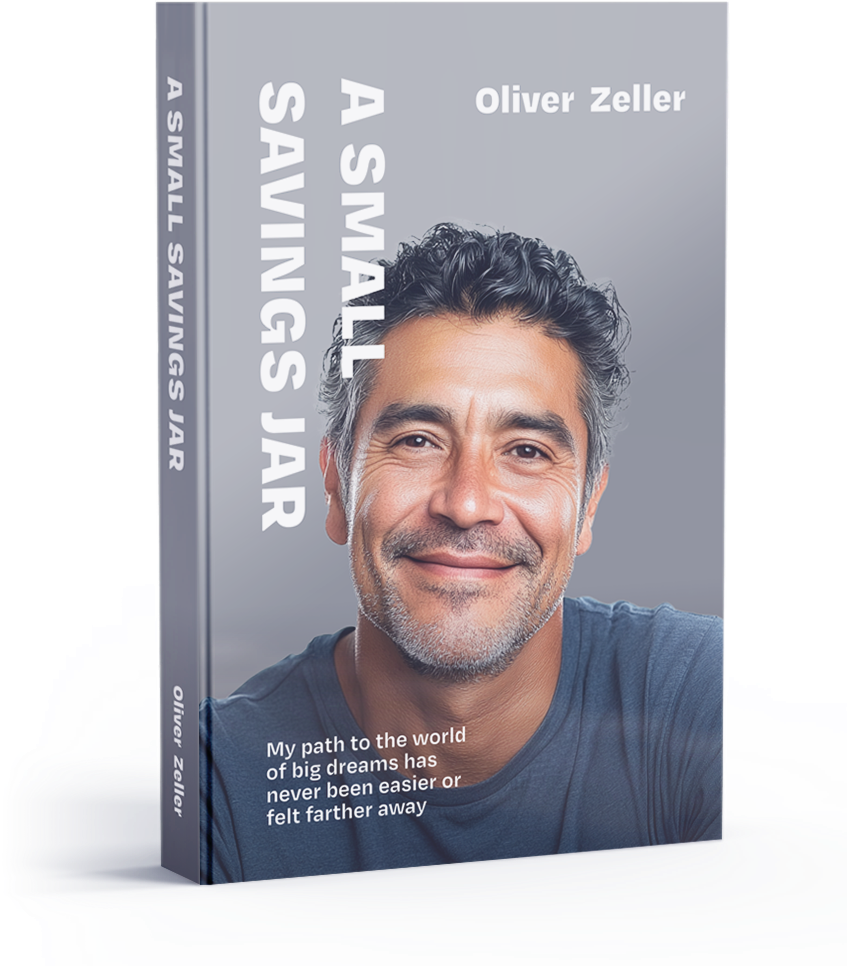 A SMALL SAVINGS JAR
Oliver Zeller
A SMALL
SAVINGS JAR
Oliver Zeller
My path to the world
of big dreams has
never been easier or
felt farther away